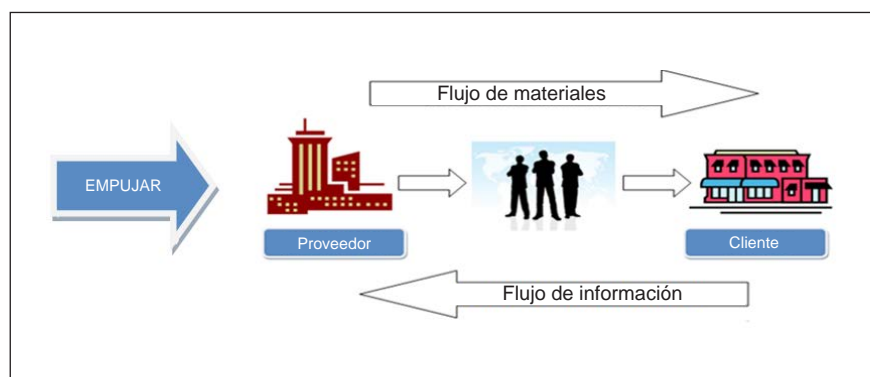 Flujo de materiales
EMPUJAR
Proveedor
Cliente
Flujo de información